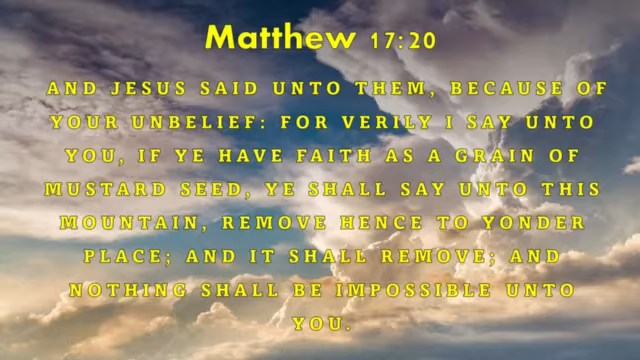 Matthew 17:20
AND JESUS SAID UNTO THEM, BECAUSE OF
YOUR UNBELIEF: FOR VERILY I SAY UNTO
YOU, IF YE HAVE FAITH AS A GRAIN OF
MUSTARD SEED, YE SHALL SAY UNTO THIS
MOUNTAIN, REMOVE HENCE TO YONDER
PLACE; AND IT SHALL REMOVE; AND
NOTHING SHALL BE IMPOSSIBLE UNTO
YOU.